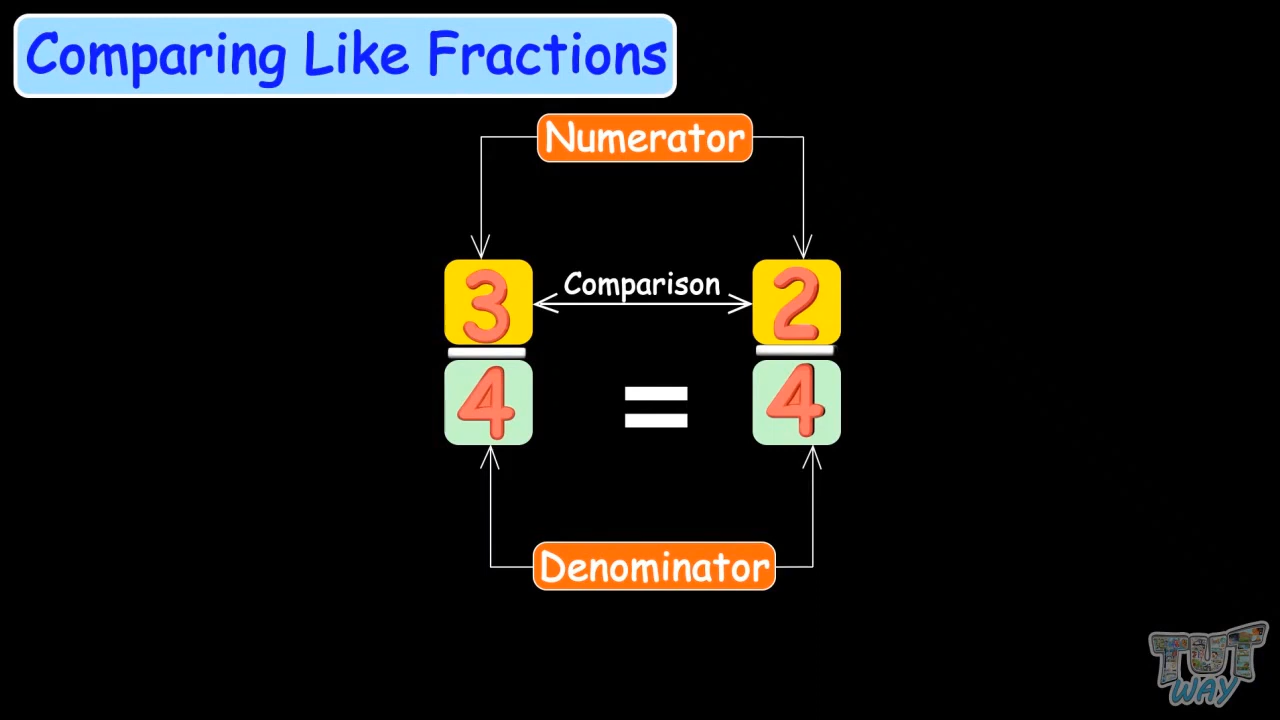 Comparing Like Fractions
Numerator
3 Comparison 2
4 = 4
Denominator
TUT
WAY